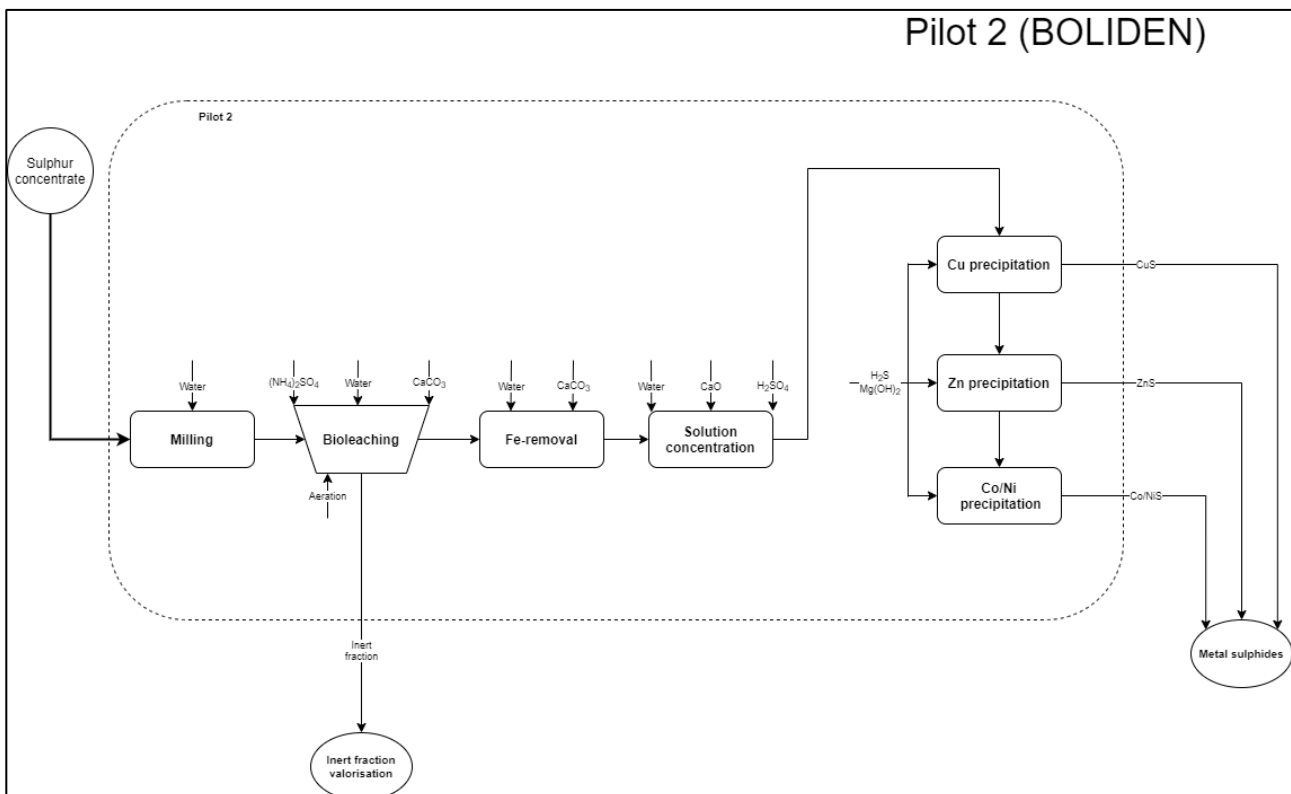 Pilot 2 (BOLIDEN)
Pilot 2
Sulphur
concentrate
Water
Milling
(NH4)2SO4
Water
CaCO3
Bioleaching
Aeration
Water
CaCO3
Fe-removal
Water
CaO
H2SO4
Solution
concentration
H2S
Mg(OH)2
Cu precipitation
CuS
Zn precipitation
ZnS
Co/Ni
precipitation
Co/NiS
Inert
fraction
Metal sulphides
Inert fraction
valorisation